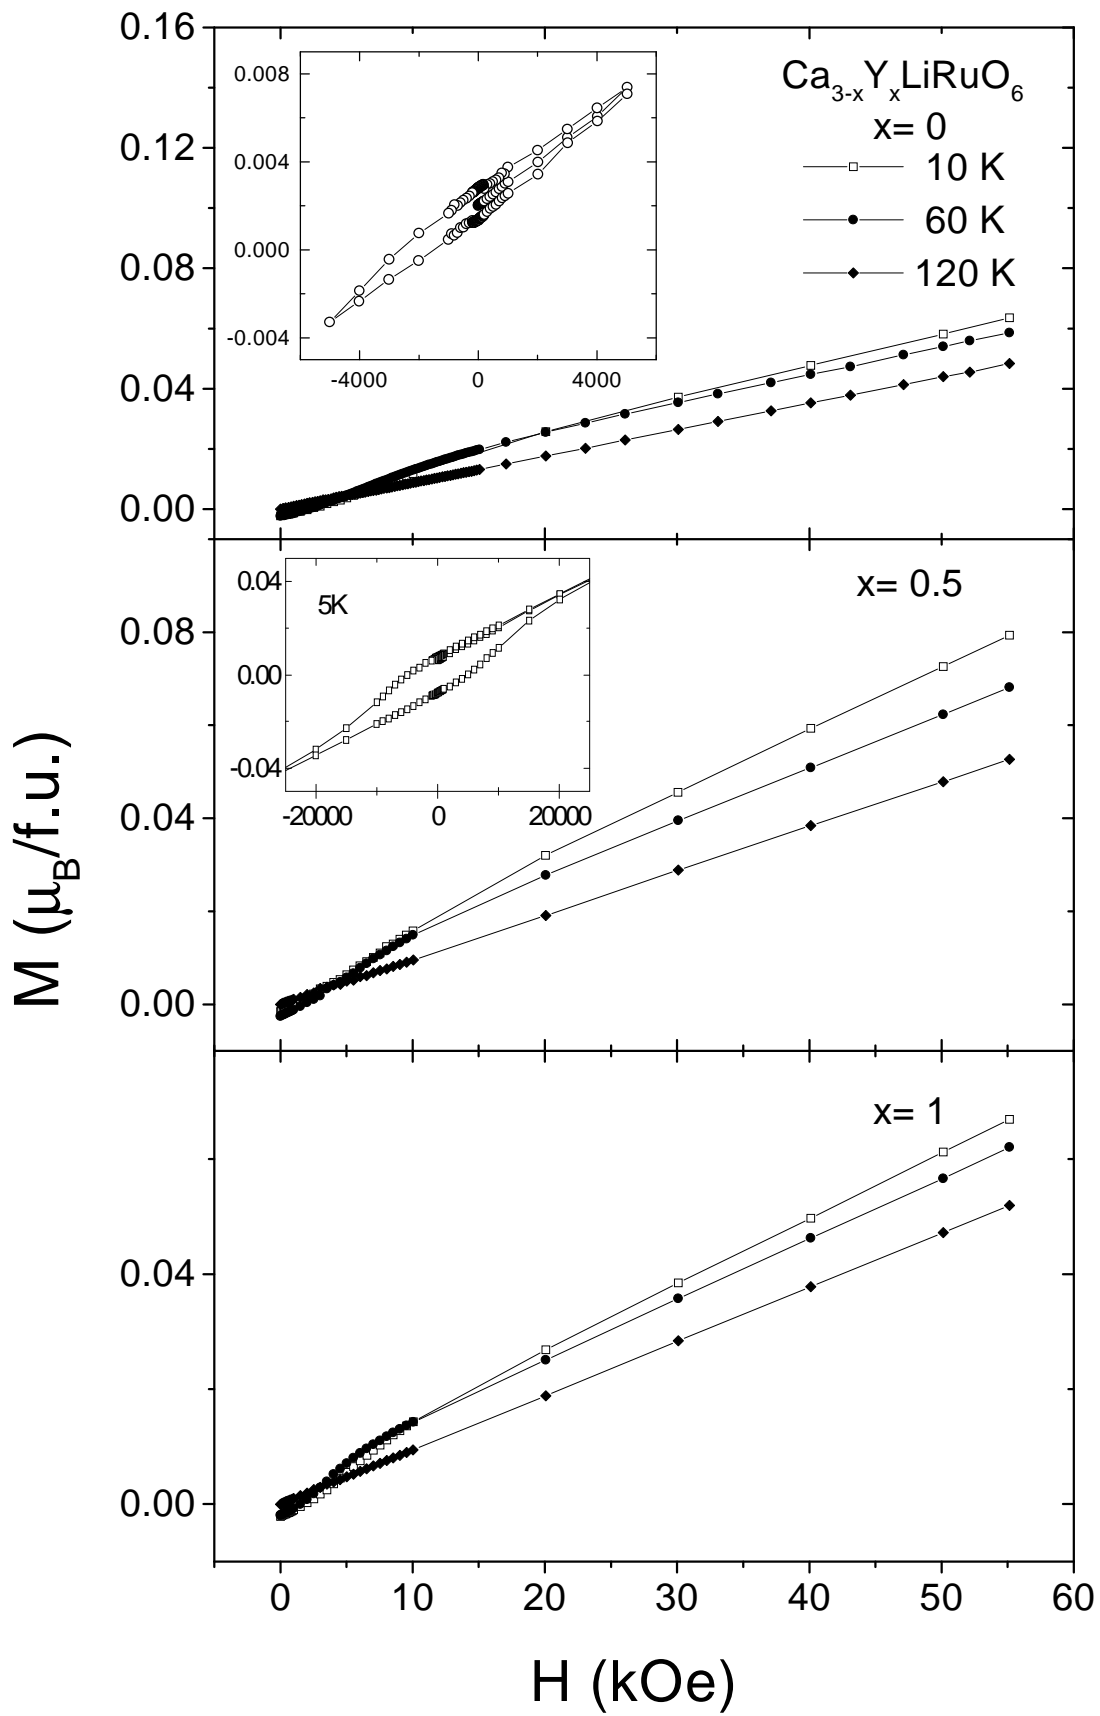 0.16
0.12
0.08
0.04
0.00
0.008
0.004
0.000
-0.004
-4000 0 4000
Ca3-xYxLiRuO6
x= 0
10 K
60 K
120 K
0.08
0.04
0.00
0.04
0.00
-0.04
5K
-20000 0 20000
x= 0.5
M (μB/f.u.)
0.04
0.00
x= 1
0 10 20 30 40 50 60
H (kOe)